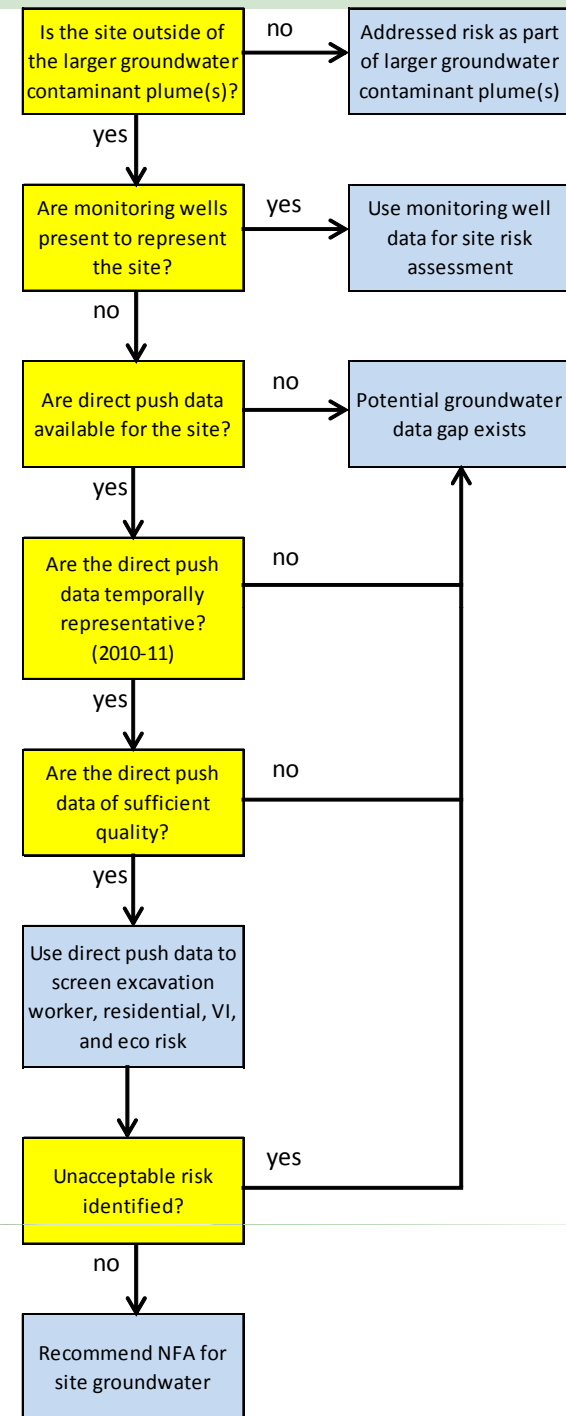 Is the site outside of
the larger groundwater
contaminant plume(s)?
no
Addressed risk as part
of larger groundwater
contaminant plume(s)
yes
Are monitoring wells
present to represent
the site?
yes
Use monitoring well
data for site risk
assessment
no
Are direct push data
available for the site?
no
Potential groundwater
data gap exists
yes
Are the direct push
data temporally
representative?
(2010-11)
no
yes
Are the direct push
data of sufficient
quality?
no
yes
Use direct push data to
screen excavation
worker, residential, VI,
and eco risk
Unacceptable risk
identified?
yes
no
Recommend NFA for
site groundwater